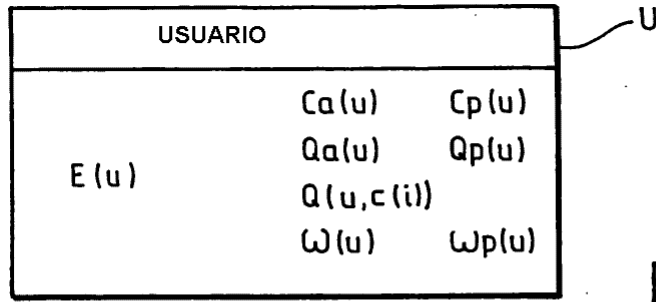 USUARIO
U
Ca(u) Cp(u)
Qa(u) Qp(u)
E(u)
Q(u,c(i))
ω(u) ωp(u)